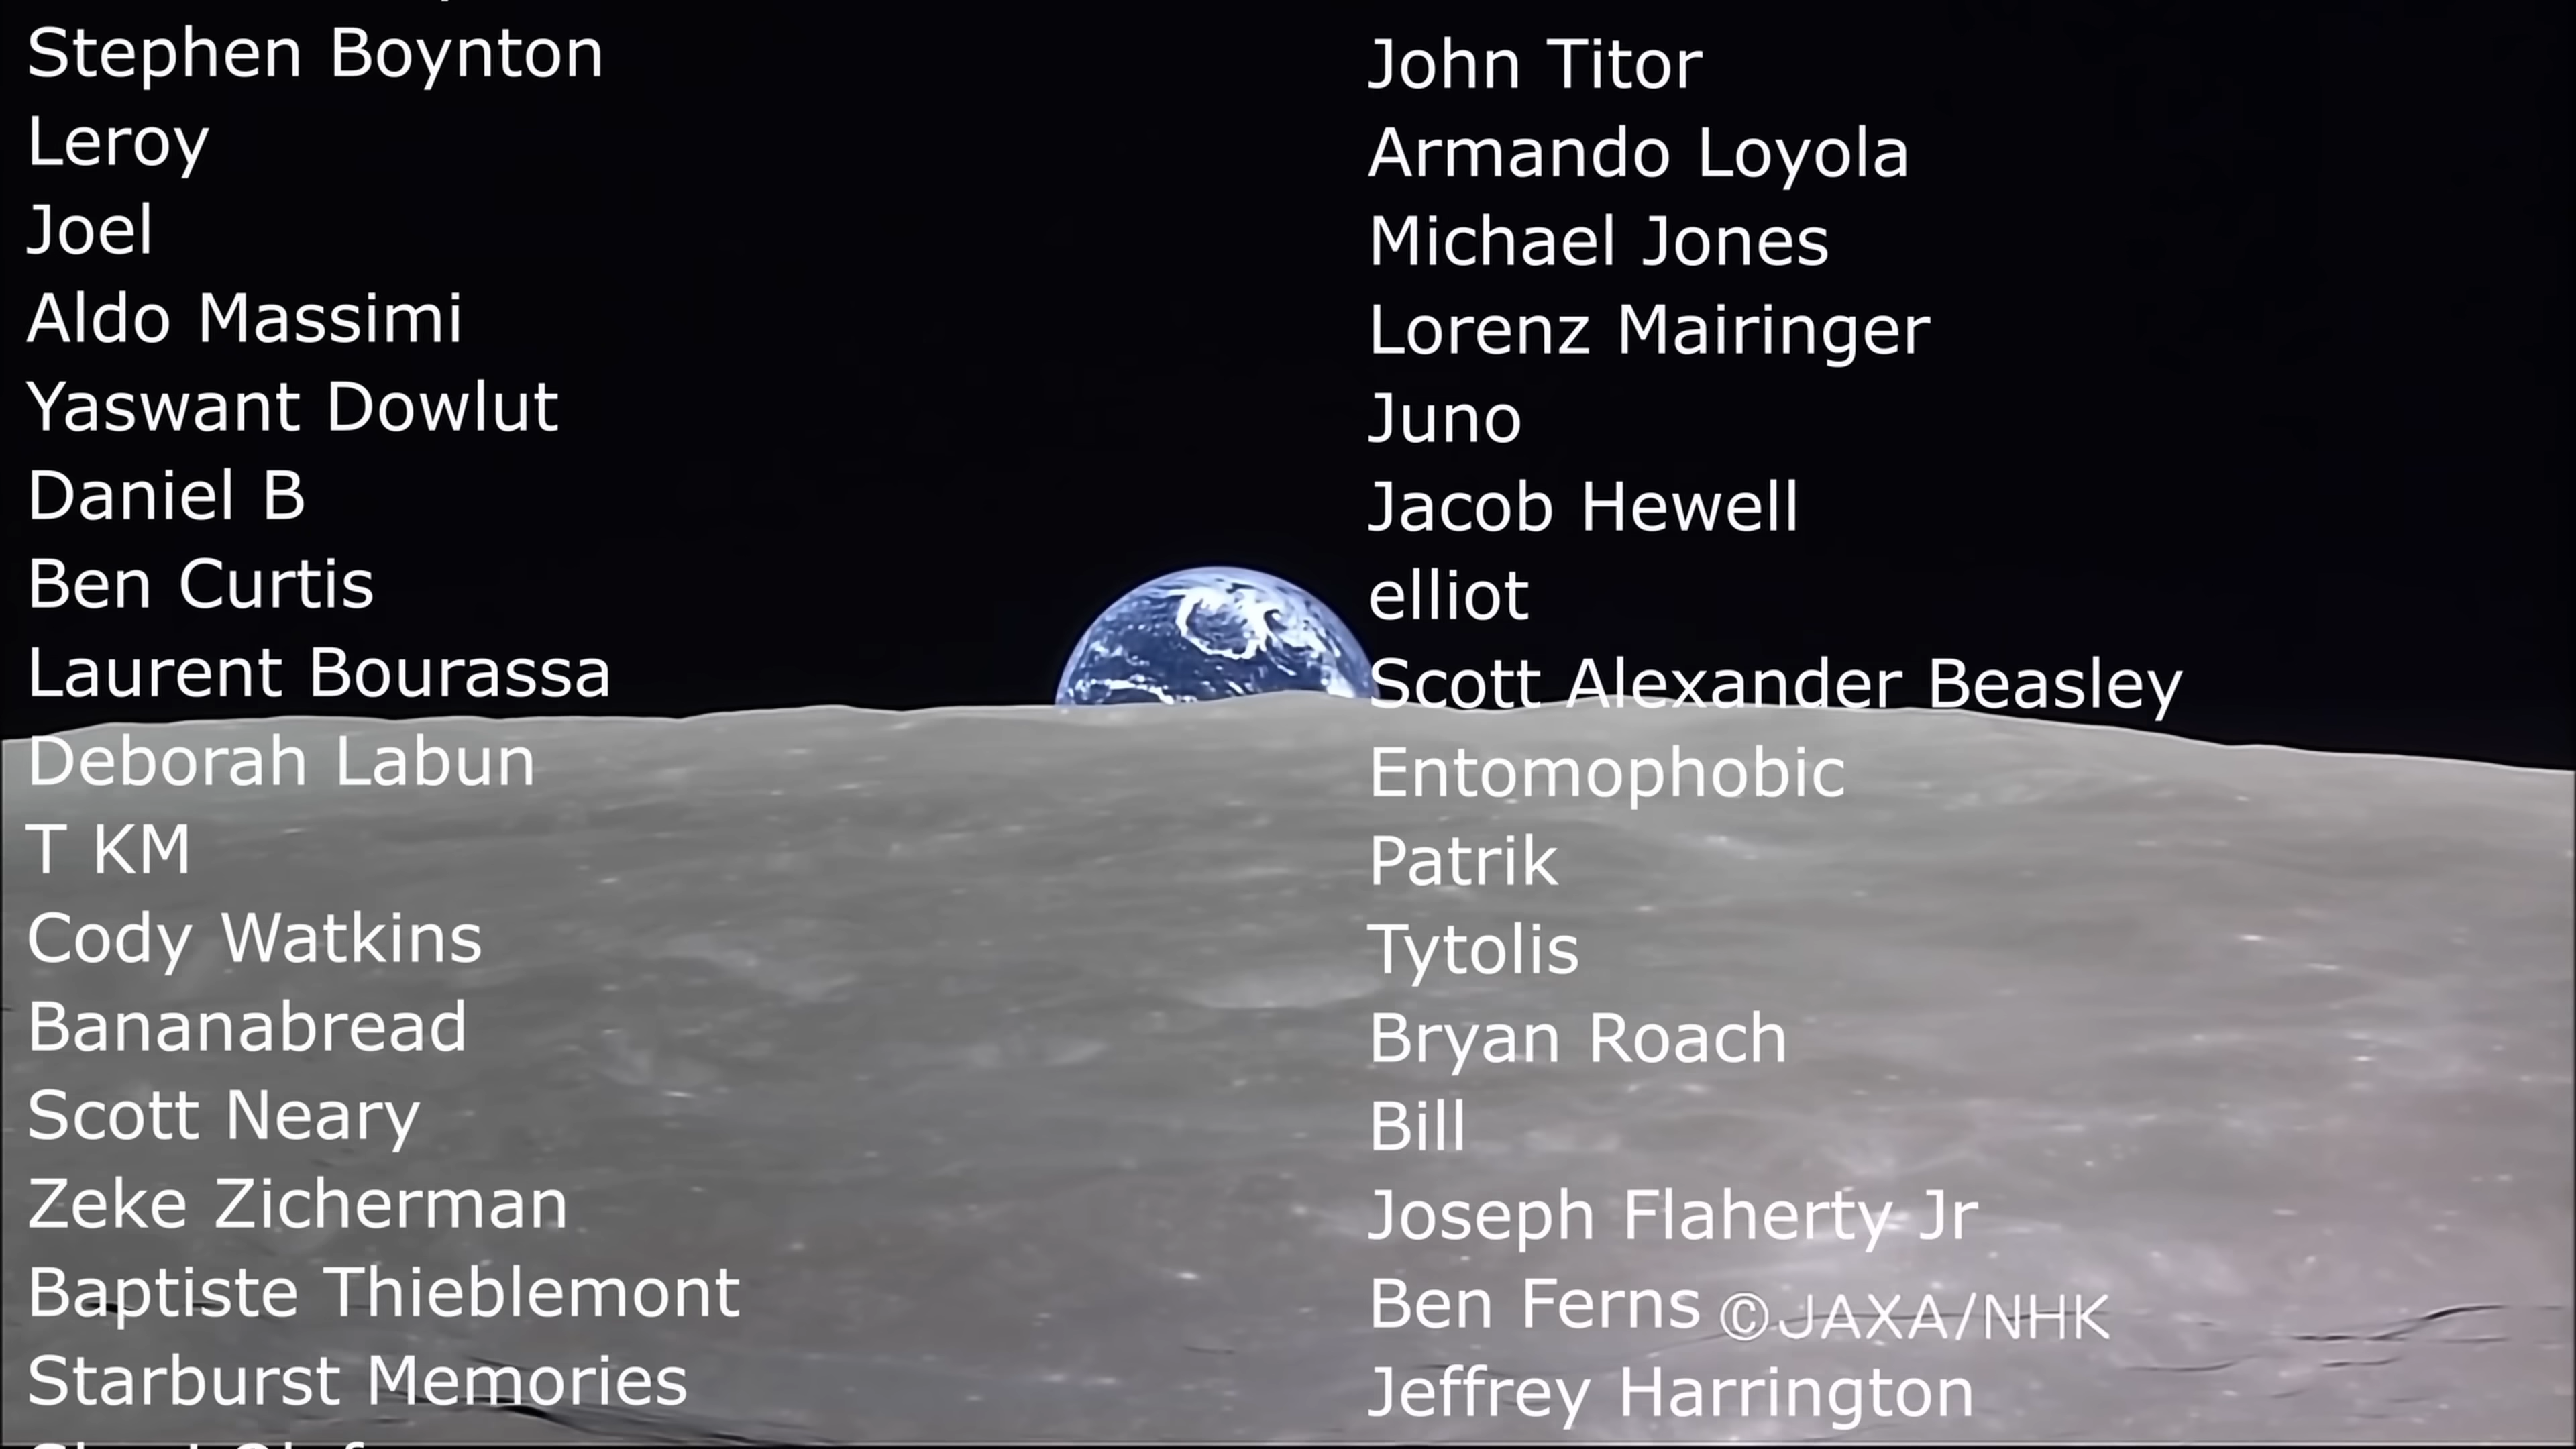 Stephen Boynton
Leroy
Joel
Aldo Massimi
Yaswant Dowlut
Daniel B
Ben Curtis
Laurent Bourassa
Deborah Labun
T KM
Cody Watkins
Bananabread
Scott Neary
Zeke Zicherman
Baptiste Thieblemont
Starburst Memories
John Titor
Armando Loyola
Michael Jones
Lorenz Mairinger
Juno
Jacob Hewell
elliot
Scott Alexander Beasley
Entomophobic
Patrik
Tytolis
Bryan Roach
Bill
Joseph Flaherty Jr
Ben Ferns
©JAXA/NHK
Jeffrey Harrington